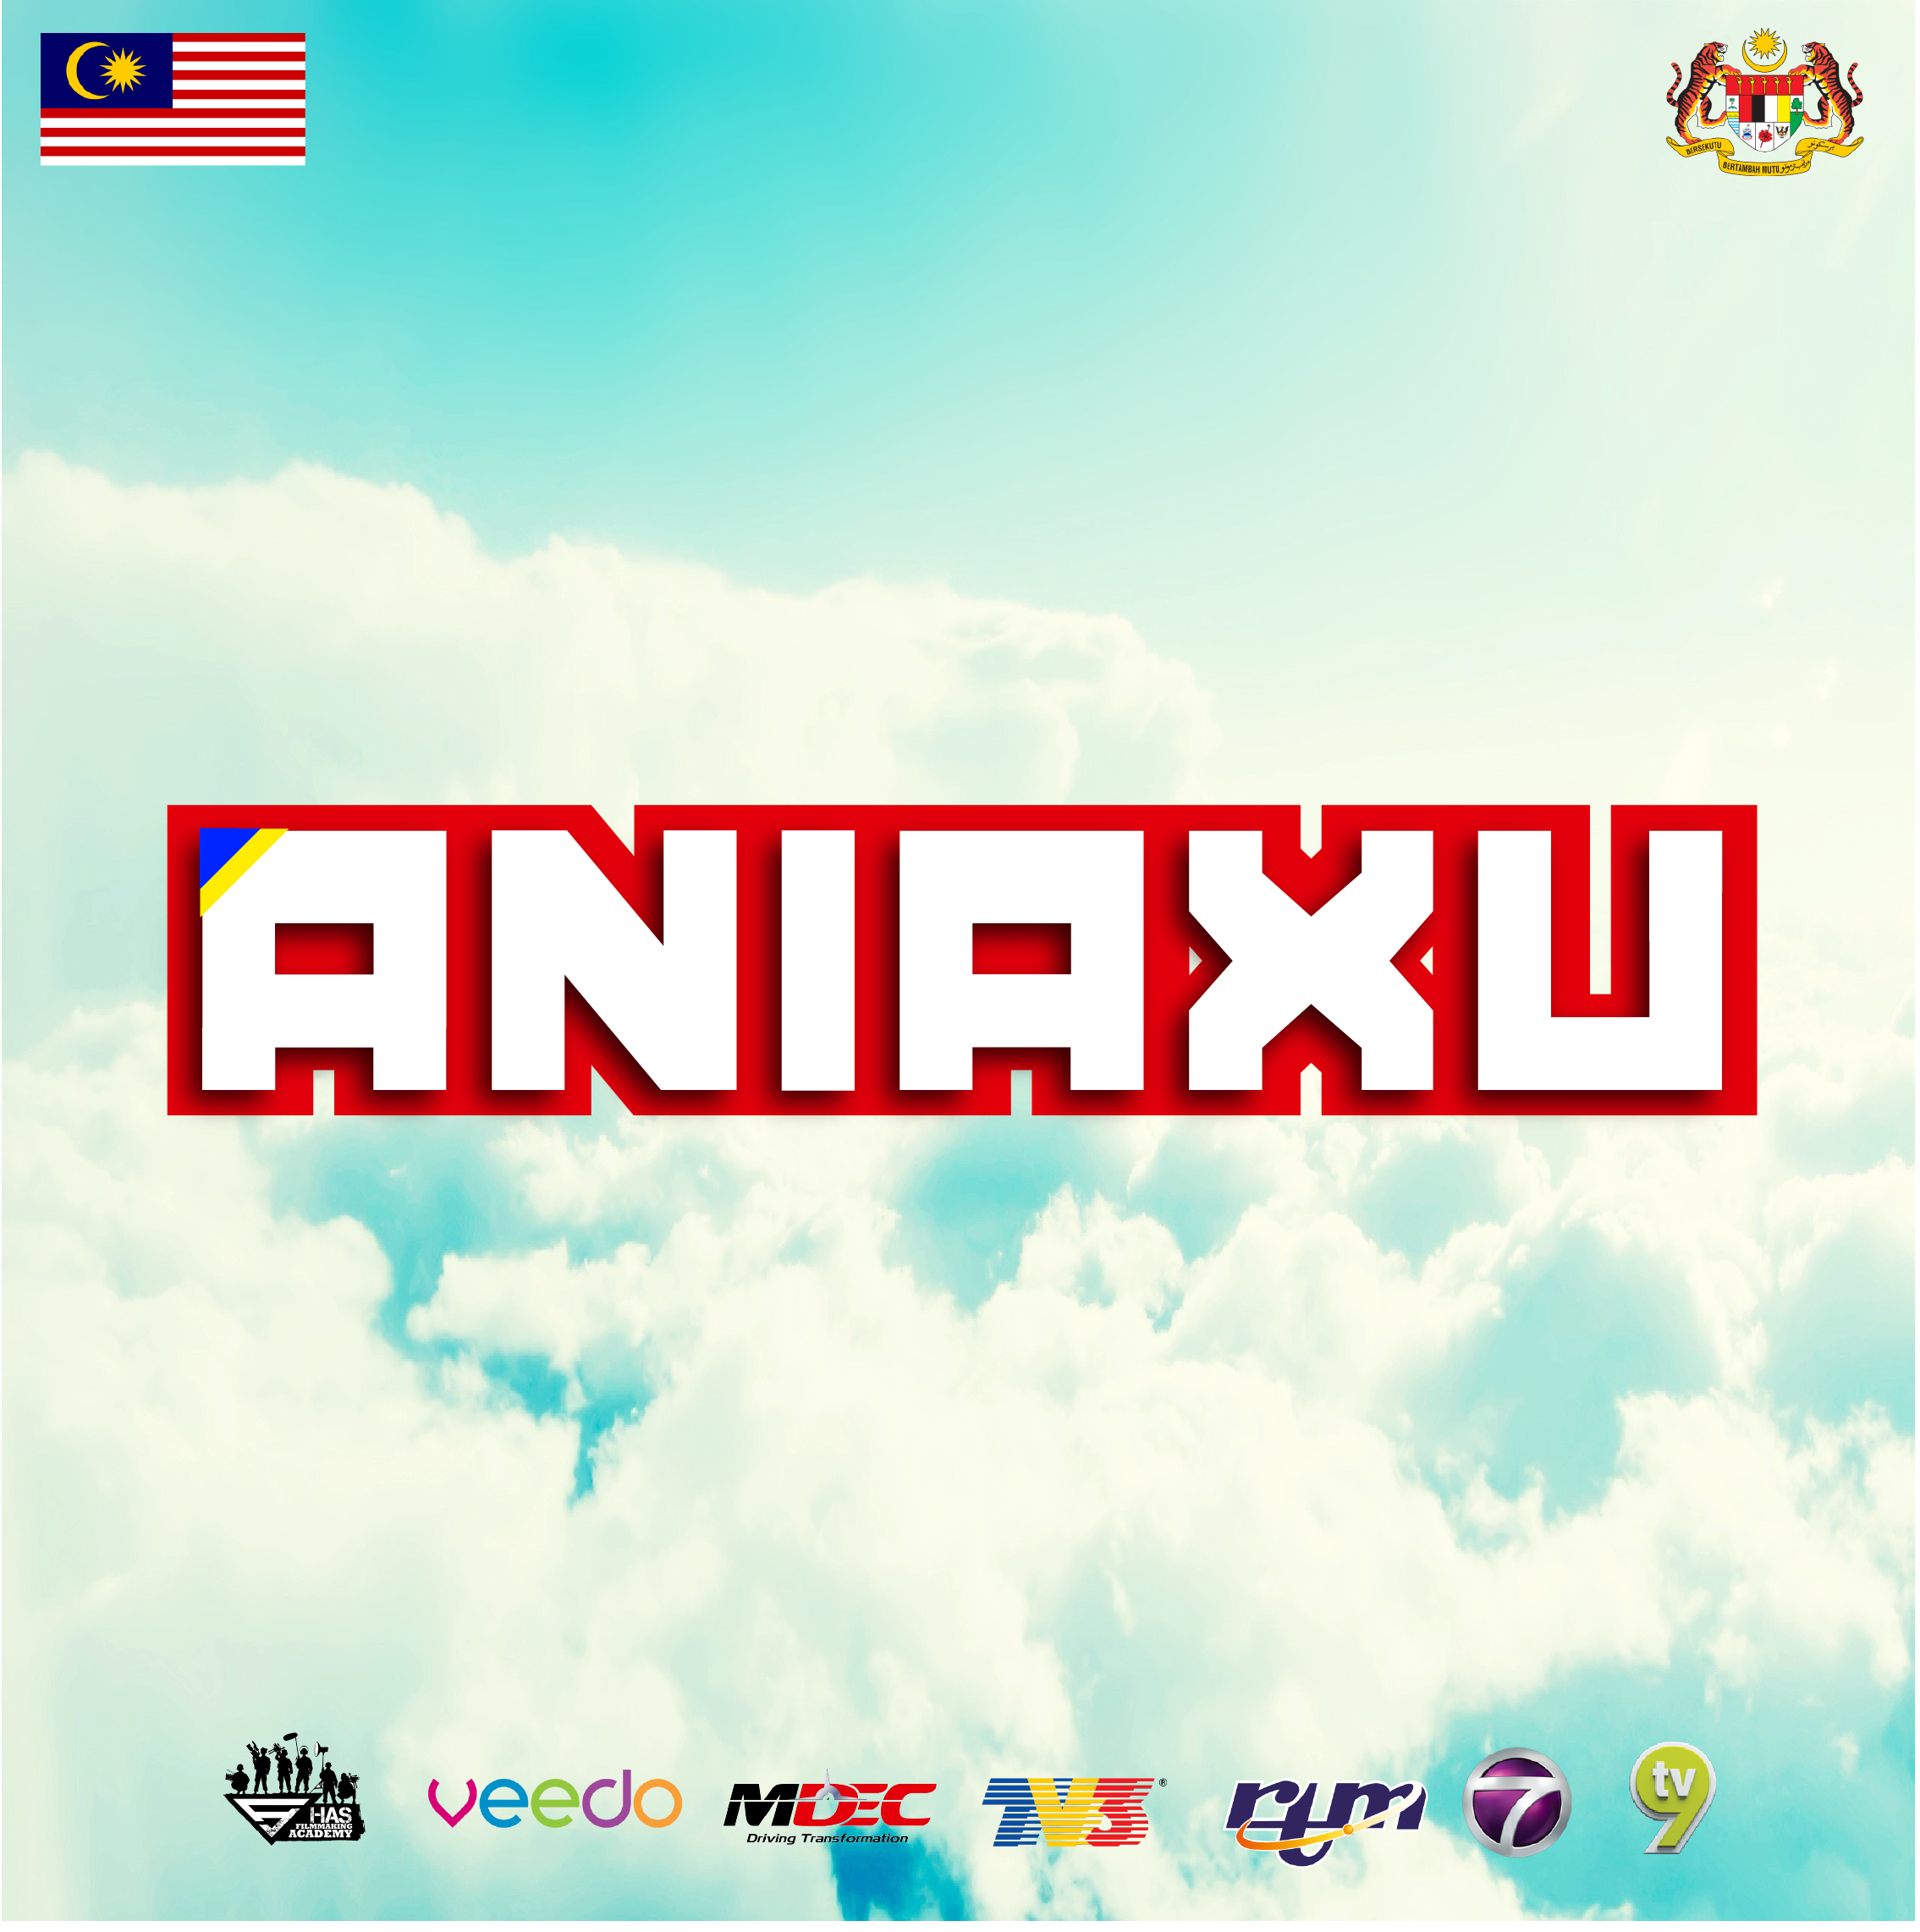 BERSEKUTU
BERTAMBAH MUTU
ANIAXU
HAS
FILMMAKING
ACADEMY
veedo
MDEC
Driving Transformation
TV3®
rtm
7
tv
9